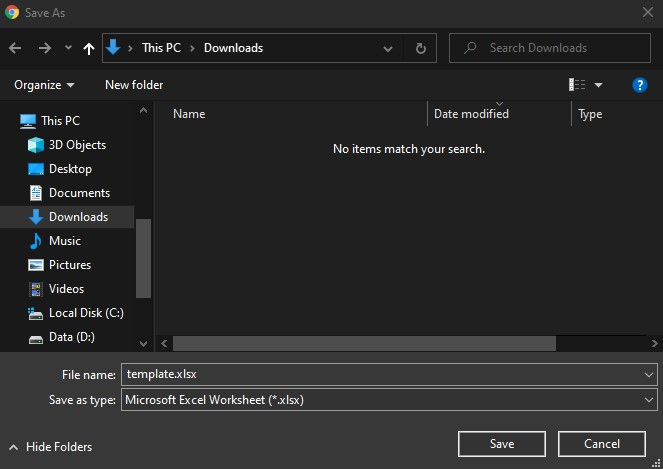 Save As
This PC > Downloads
Search Downloads
Organize New folder
?
Name Date modified Type
No items match your search.
This PC
3D Objects
Desktop
Documents
Downloads
Music
Pictures
Videos
Local Disk (C:)
Data (D:)
File name: template.xlsx
Save as type: Microsoft Excel Worksheet (*.xlsx)
Hide Folders Save Cancel